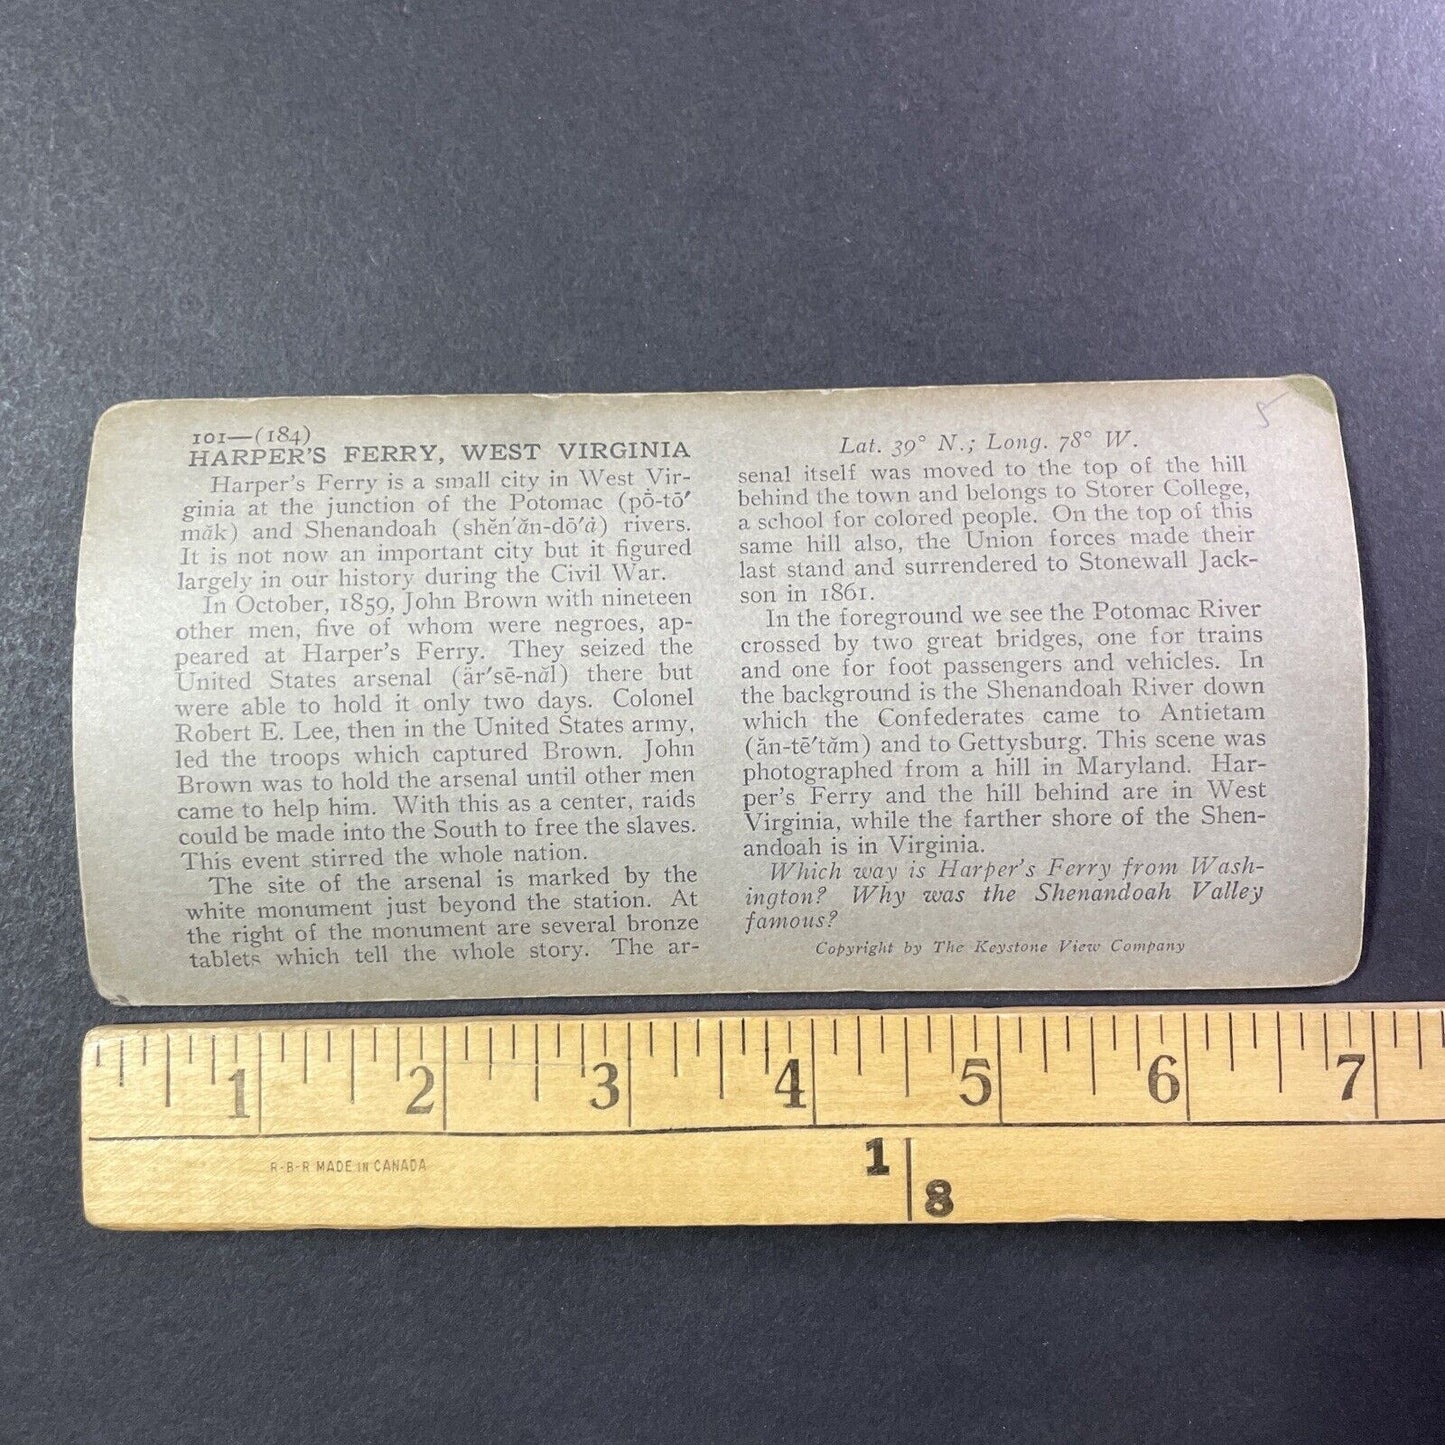 101—(184)
HARPER'S FERRY, WEST VIRGINIA
Harper's Ferry is a small city in West Vir-
ginia at the junction of the Potomac (pō-tō′
măk) and Shenandoah (shĕn′ăn-dō′ȧ) rivers.
It is not now an important city but it figured
largely in our history during the Civil War.
In October, 1859, John Brown with nineteen
other men, five of whom were negroes, ap-
peared at Harper's Ferry. They seized the
United States arsenal (är′sē-năl) there but
were able to hold it only two days. Colonel
Robert E. Lee, then in the United States army,
led the troops which captured Brown. John
Brown was to hold the arsenal until other men
came to help him. With this as a center, raids
could be made into the South to free the slaves.
This event stirred the whole nation.
The site of the arsenal is marked by the
white monument just beyond the station. At
the right of the monument are several bronze
tablets which tell the whole story. The ar-
Lat. 39° N.; Long. 78° W.
senal itself was moved to the top of the hill
behind the town and belongs to Storer College,
a school for colored people. On the top of this
same hill also, the Union forces made their
last stand and surrendered to Stonewall Jack-
son in 1861.
In the foreground we see the Potomac River
crossed by two great bridges, one for trains
and one for foot passengers and vehicles. In
the background is the Shenandoah River down
which the Confederates came to Antietam
(ăn-tē′tăm) and to Gettysburg. This scene was
photographed from a hill in Maryland. Har-
per's Ferry and the hill behind are in West
Virginia, while the farther shore of the Shen-
andoah is in Virginia.
Which way is Harper's Ferry from Wash-
ington? Why was the Shenandoah Valley
famous?
Copyright by The Keystone View Company
5
1 2 3 4 5 6 7
R-B-R MADE IN CANADA
1
8